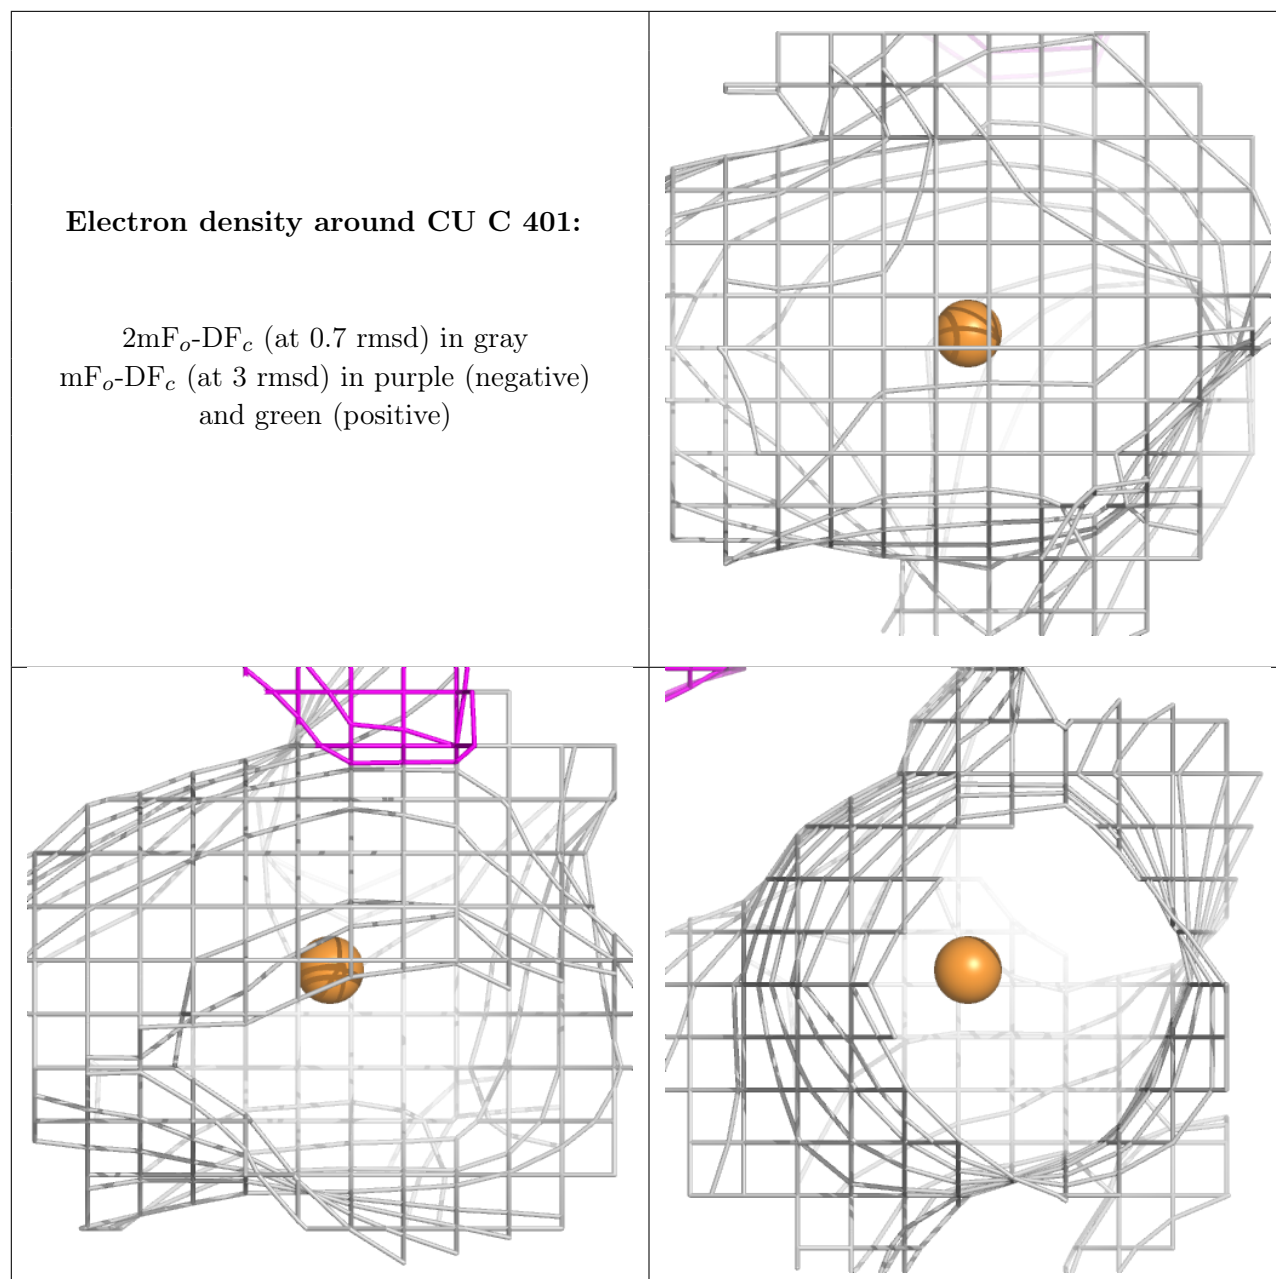 Electron density around CU C 401:
2mFₒ-DF𝒸 (at 0.7 rmsd) in gray
mFₒ-DF𝒸 (at 3 rmsd) in purple (negative)
and green (positive)